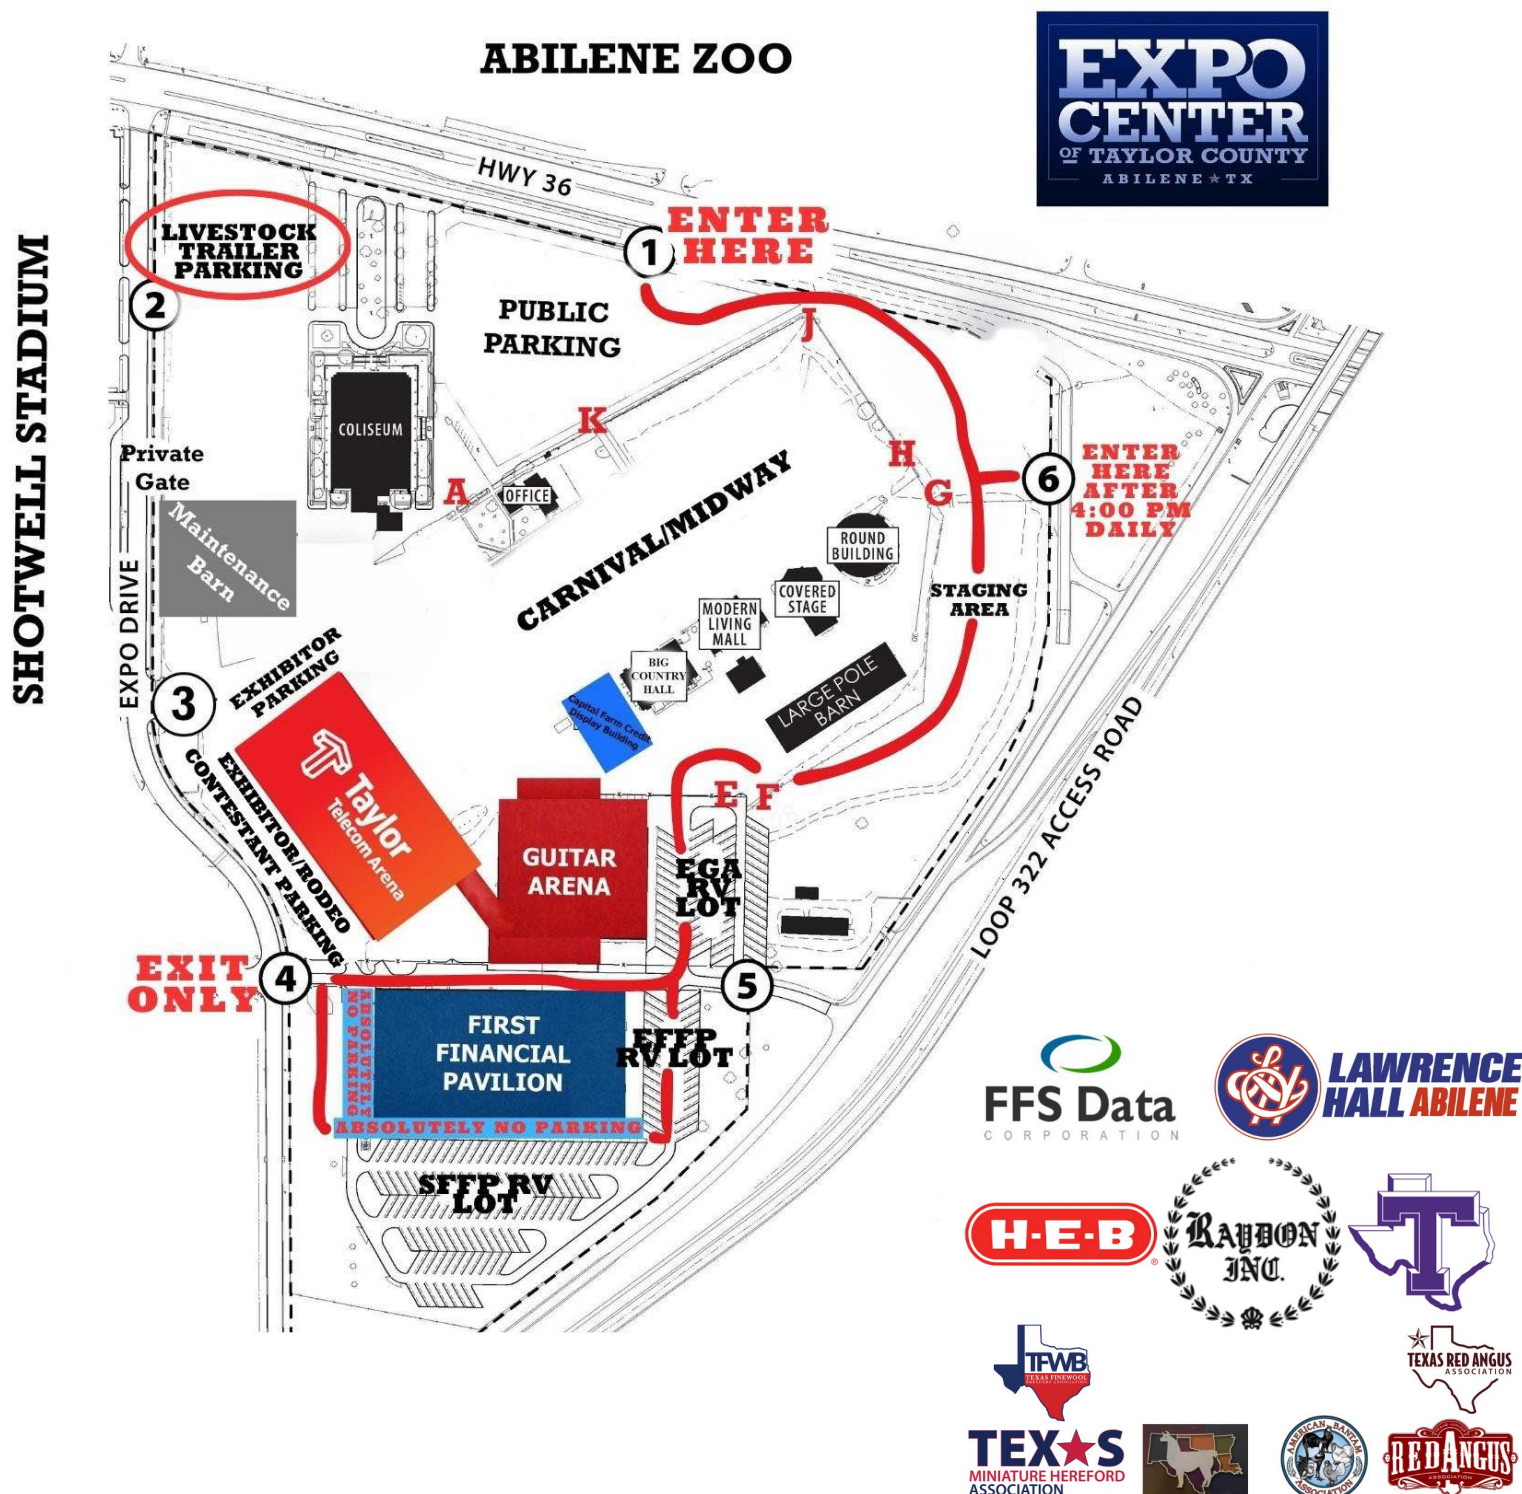 ABILENE ZOO
EXPO
CENTER
OF TAYLOR COUNTY
ABILENE★TX
HWY 36
SHOTWELL STADIUM
LIVESTOCK
TRAILER
PARKING
1
ENTER
HERE
2
PUBLIC
PARKING
J
K
COLISEUM
Private
Gate
A
OFFICE
H
G
6
ENTER
HERE
AFTER
4:00 PM
DAILY
CARNIVAL/MIDWAY
Maintenance
Barn
EXPO DRIVE
ROUND
BUILDING
COVERED
STAGE
STAGING
AREA
MODERN
LIVING
MALL
BIG
COUNTRY
HALL
LARGE POLE
BARN
Capital Farm Credit
Display Building
3
EXHIBITOR
PARKING
EXHIBITOR/RODEO
CONTESTANT PARKING
Taylor
Telecom Arena
E
F
GUITAR
ARENA
EGA
RV
LOT
LOOP 322 ACCESS ROAD
EXIT
ONLY
4
5
ABSOLUTELY
NO PARKING
FIRST
FINANCIAL
PAVILION
EFFP
RV LOT
ABSOLUTELY NO PARKING
SFFP RV
LOT
FFS Data
CORPORATION
LAWRENCE
HALL ABILENE
H-E-B
®
RAYDON
INC.
T
TFWB
TEXAS FINEWOOL
TEXAS RED ANGUS
ASSOCIATION
TEXAS
MINIATURE HEREFORD
ASSOCIATION
AMERICAN BANTAM
ASSOCIATION
RED ANGUS
ASSOCIATION